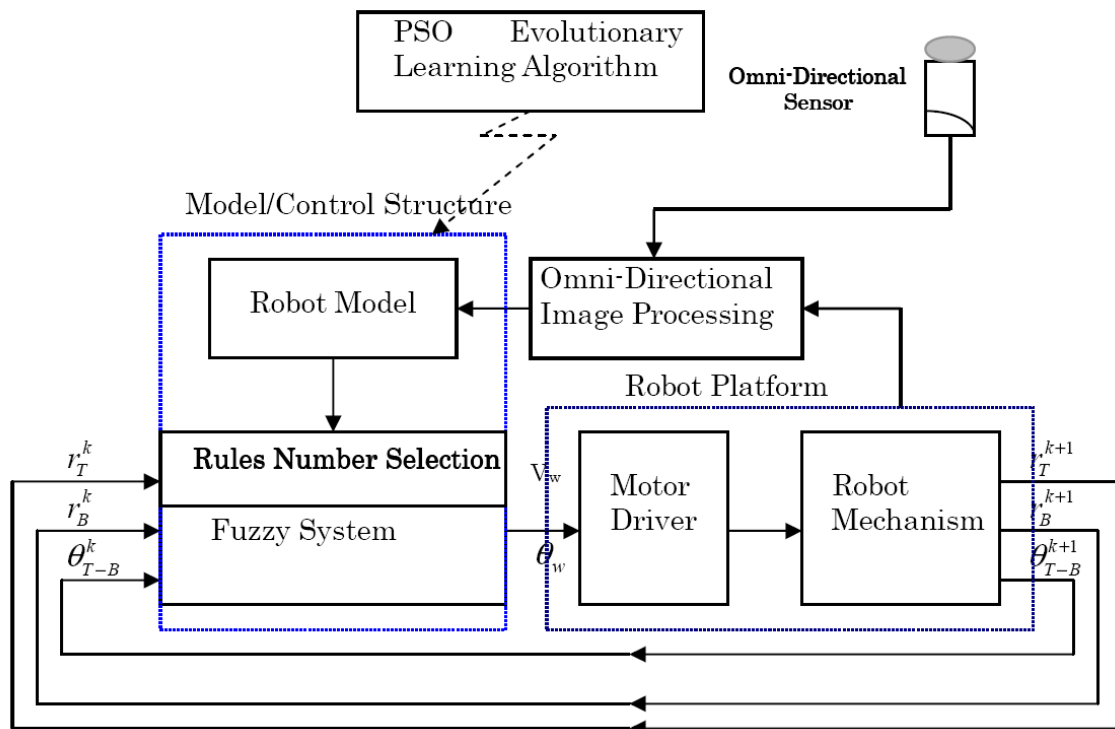 PSO Evolutionary
Learning Algorithm
Omni-Directional
Sensor
Model/Control Structure
Robot Model
Omni-Directional
Image Processing
Robot Platform
Rules Number Selection
Fuzzy System
V_w
θ_w
Motor
Driver
Robot
Mechanism
r_T^k
r_B^k
θ_{T-B}^k
r_T^{k+1}
r_B^{k+1}
θ_{T-B}^{k+1}